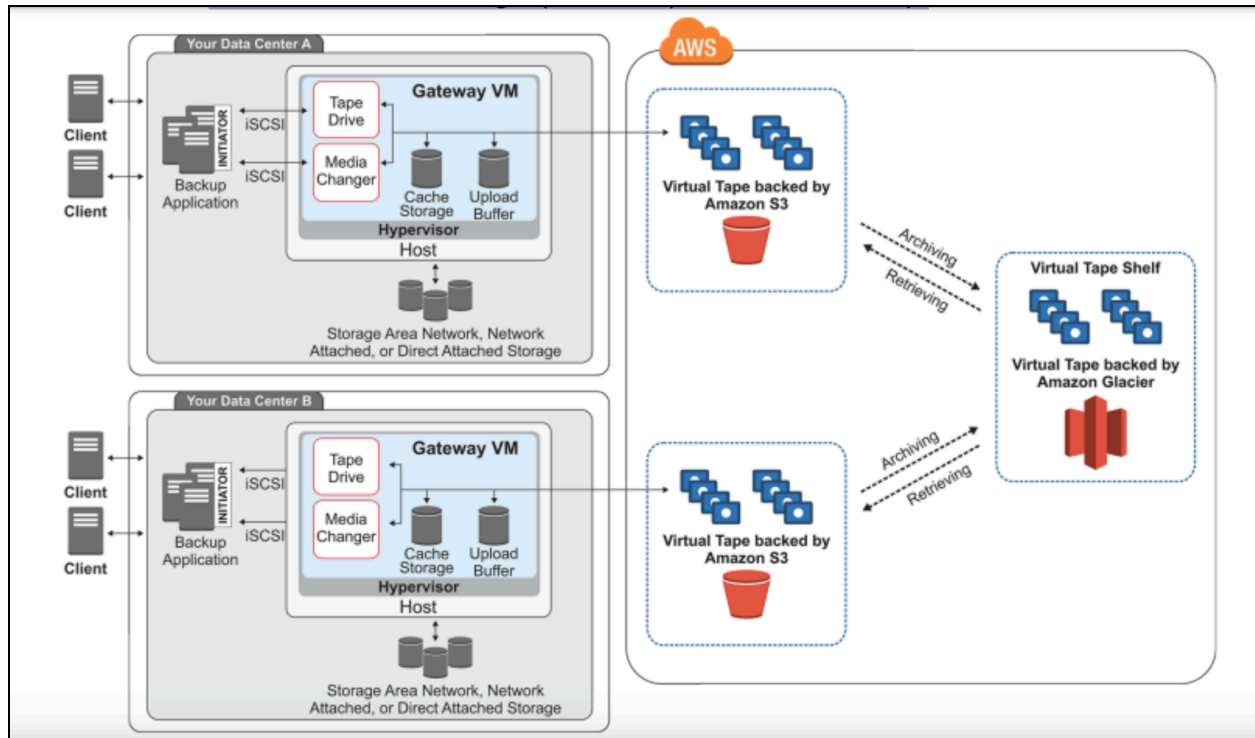 Your Data Center A
AWS
Client
Client
INITIATOR
Backup
Application
iSCSI
iSCSI
Gateway VM
Tape
Drive
Media
Changer
Cache
Storage
Upload
Buffer
Hypervisor
Host
Storage Area Network, Network
Attached, or Direct Attached Storage
Virtual Tape backed by
Amazon S3
Archiving
Retrieving
Virtual Tape Shelf
Virtual Tape backed by
Amazon Glacier
Your Data Center B
Client
Client
INITIATOR
Backup
Application
iSCSI
iSCSI
Gateway VM
Tape
Drive
Media
Changer
Cache
Storage
Upload
Buffer
Hypervisor
Host
Storage Area Network, Network
Attached, or Direct Attached Storage
Virtual Tape backed by
Amazon S3
Archiving
Retrieving